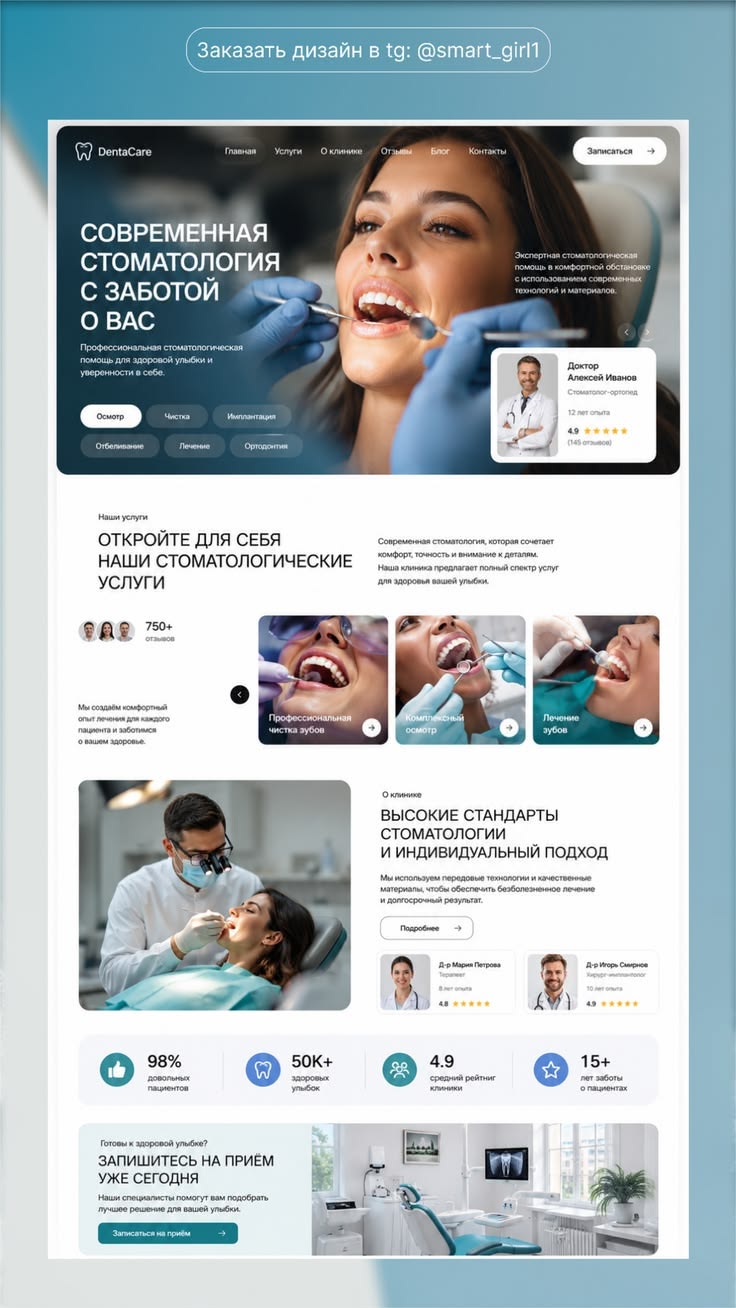 Заказать дизайн в tg: @smart_girl1
DentaCare
Главная
Услуги
О клинике
Отзывы
Блог
Контакты
Записаться
СОВРЕМЕННАЯ
СТОМАТОЛОГИЯ
С ЗАБОТОЙ
О ВАС
Профессиональная стоматологическая
помощь для здоровой улыбки и
уверенности в себе.
Экспертная стоматологическая
помощь в комфортной обстановке
с использованием современных
технологий и материалов.
Осмотр
Чистка
Имплантация
Отбеливание
Лечение
Ортодонтия
Доктор
Алексей Иванов
Стоматолог-ортопед
12 лет опыта
4.9
(145 отзывов)
Наши услуги
ОТКРОЙТЕ ДЛЯ СЕБЯ
НАШИ СТОМАТОЛОГИЧЕСКИЕ
УСЛУГИ
Современная стоматология, которая сочетает
комфорт, точность и внимание к деталям.
Наша клиника предлагает полный спектр услуг
для здоровья вашей улыбки.
750+
отзывов
Мы создаём комфортный
опыт лечения для каждого
пациента и заботимся
о вашем здоровье.
Профессиональная
чистка зубов
Комплексный
осмотр
Лечение
зубов
О клинике
ВЫСОКИЕ СТАНДАРТЫ
СТОМАТОЛОГИИ
И ИНДИВИДУАЛЬНЫЙ ПОДХОД
Мы используем передовые технологии и качественные
материалы, чтобы обеспечить безболезненное лечение
и долгосрочный результат.
Подробнее
Д-р Мария Петрова
Терапевт
8 лет опыта
4.8
Д-р Игорь Смирнов
Хирург-имплантолог
10 лет опыта
4.9
98%
довольных
пациентов
50K+
здоровых
улыбок
4.9
средний рейтинг
клиники
15+
лет заботы
о пациентах
Готовы к здоровой улыбке?
ЗАПИШИТЕСЬ НА ПРИЁМ
УЖЕ СЕГОДНЯ
Наши специалисты помогут вам подобрать
лучшее решение для вашей улыбки.
Записаться на приём